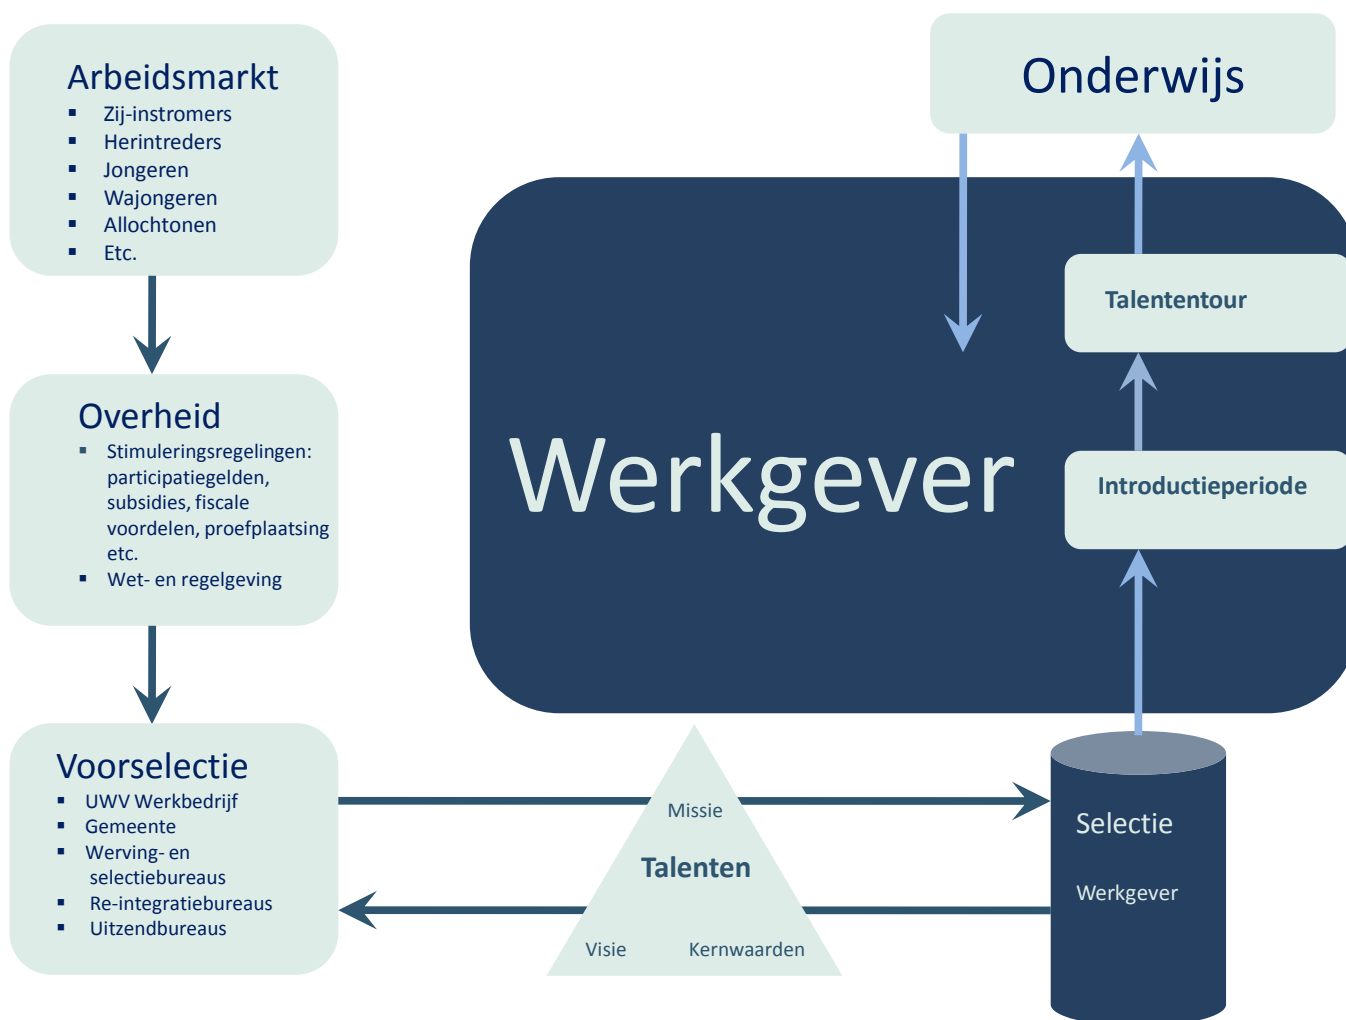 Arbeidsmarkt
▪ Zij-instromers
▪ Herintreders
▪ Jongeren
▪ Wajongeren
▪ Allochtonen
▪ Etc.
Overheid
▪ Stimuleringsregelingen:
participatiegelden,
subsidies, fiscale
voordelen, proefplaatsing
etc.
▪ Wet- en regelgeving
Voorselectie
▪ UWV Werkbedrijf
▪ Gemeente
▪ Werving- en
selectiebureaus
▪ Re-integratiebureaus
▪ Uitzendbureaus
Missie
Talenten
Visie Kernwaarden
Selectie
Werkgever
Werkgever
Introductieperiode
Talententour
Onderwijs